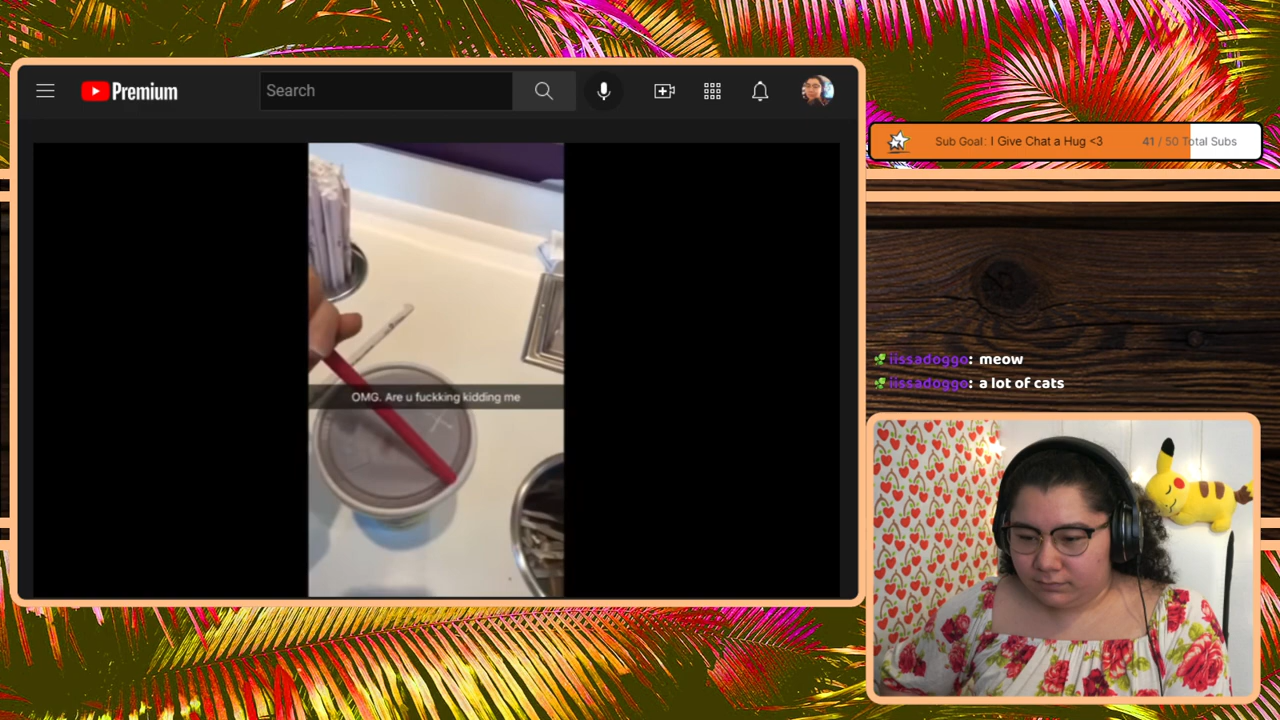 Premium
Search
Sub Goal: I Give Chat a Hug <3
41 / 50 Total Subs
OMG. Are u fuckking kidding me
iissadoggo: meow
iissadoggo: a lot of cats